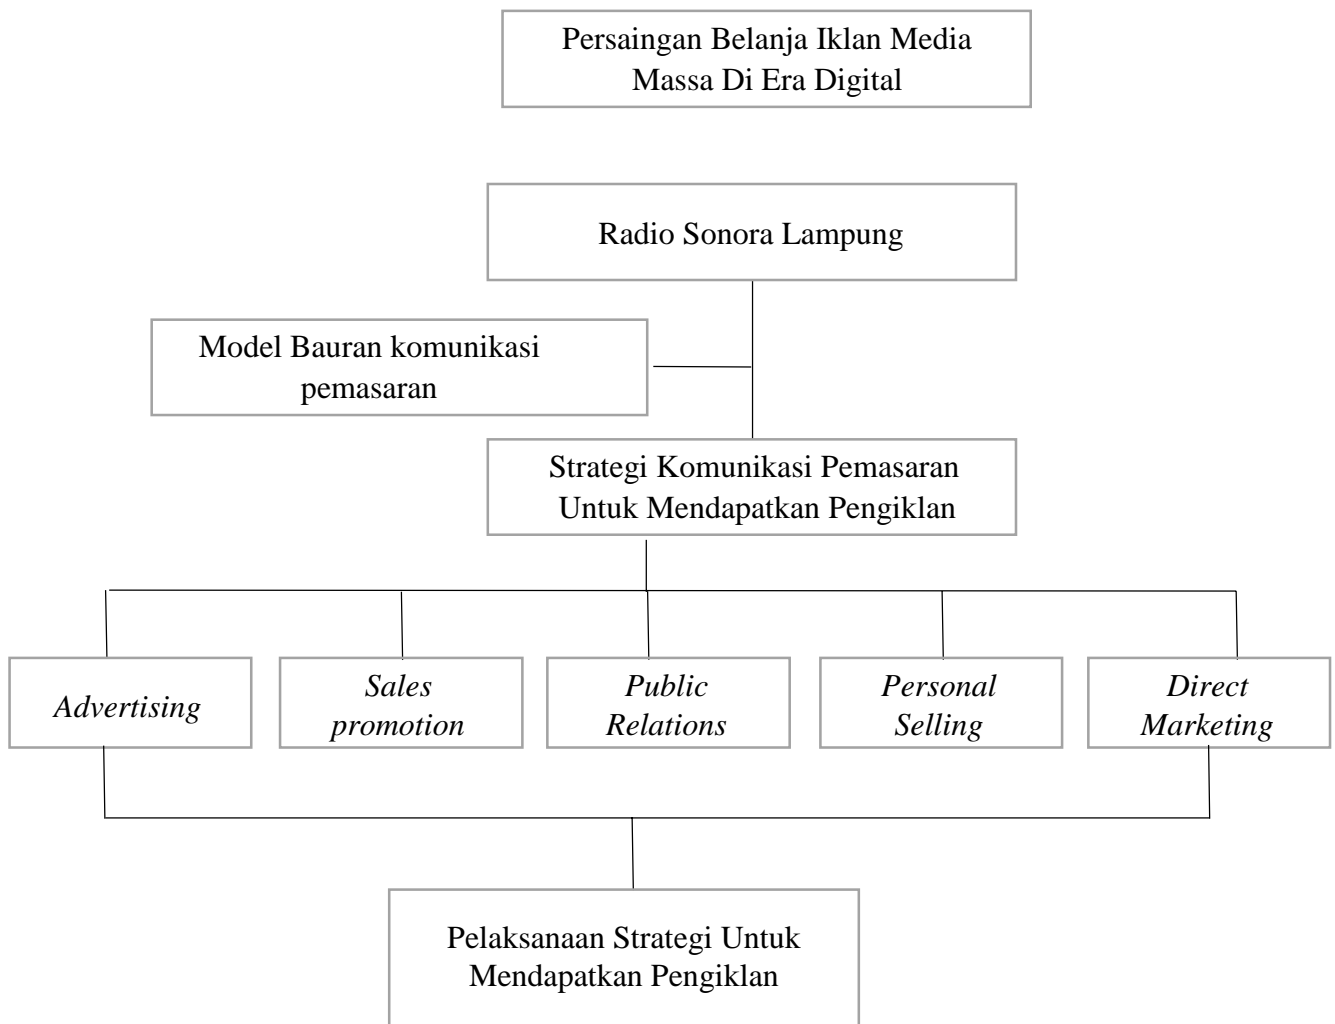 Persaingan Belanja Iklan Media
Massa Di Era Digital
Radio Sonora Lampung
Model Bauran komunikasi
pemasaran
Strategi Komunikasi Pemasaran
Untuk Mendapatkan Pengiklan
Advertising
Sales
promotion
Public
Relations
Personal
Selling
Direct
Marketing
Pelaksanaan Strategi Untuk
Mendapatkan Pengiklan